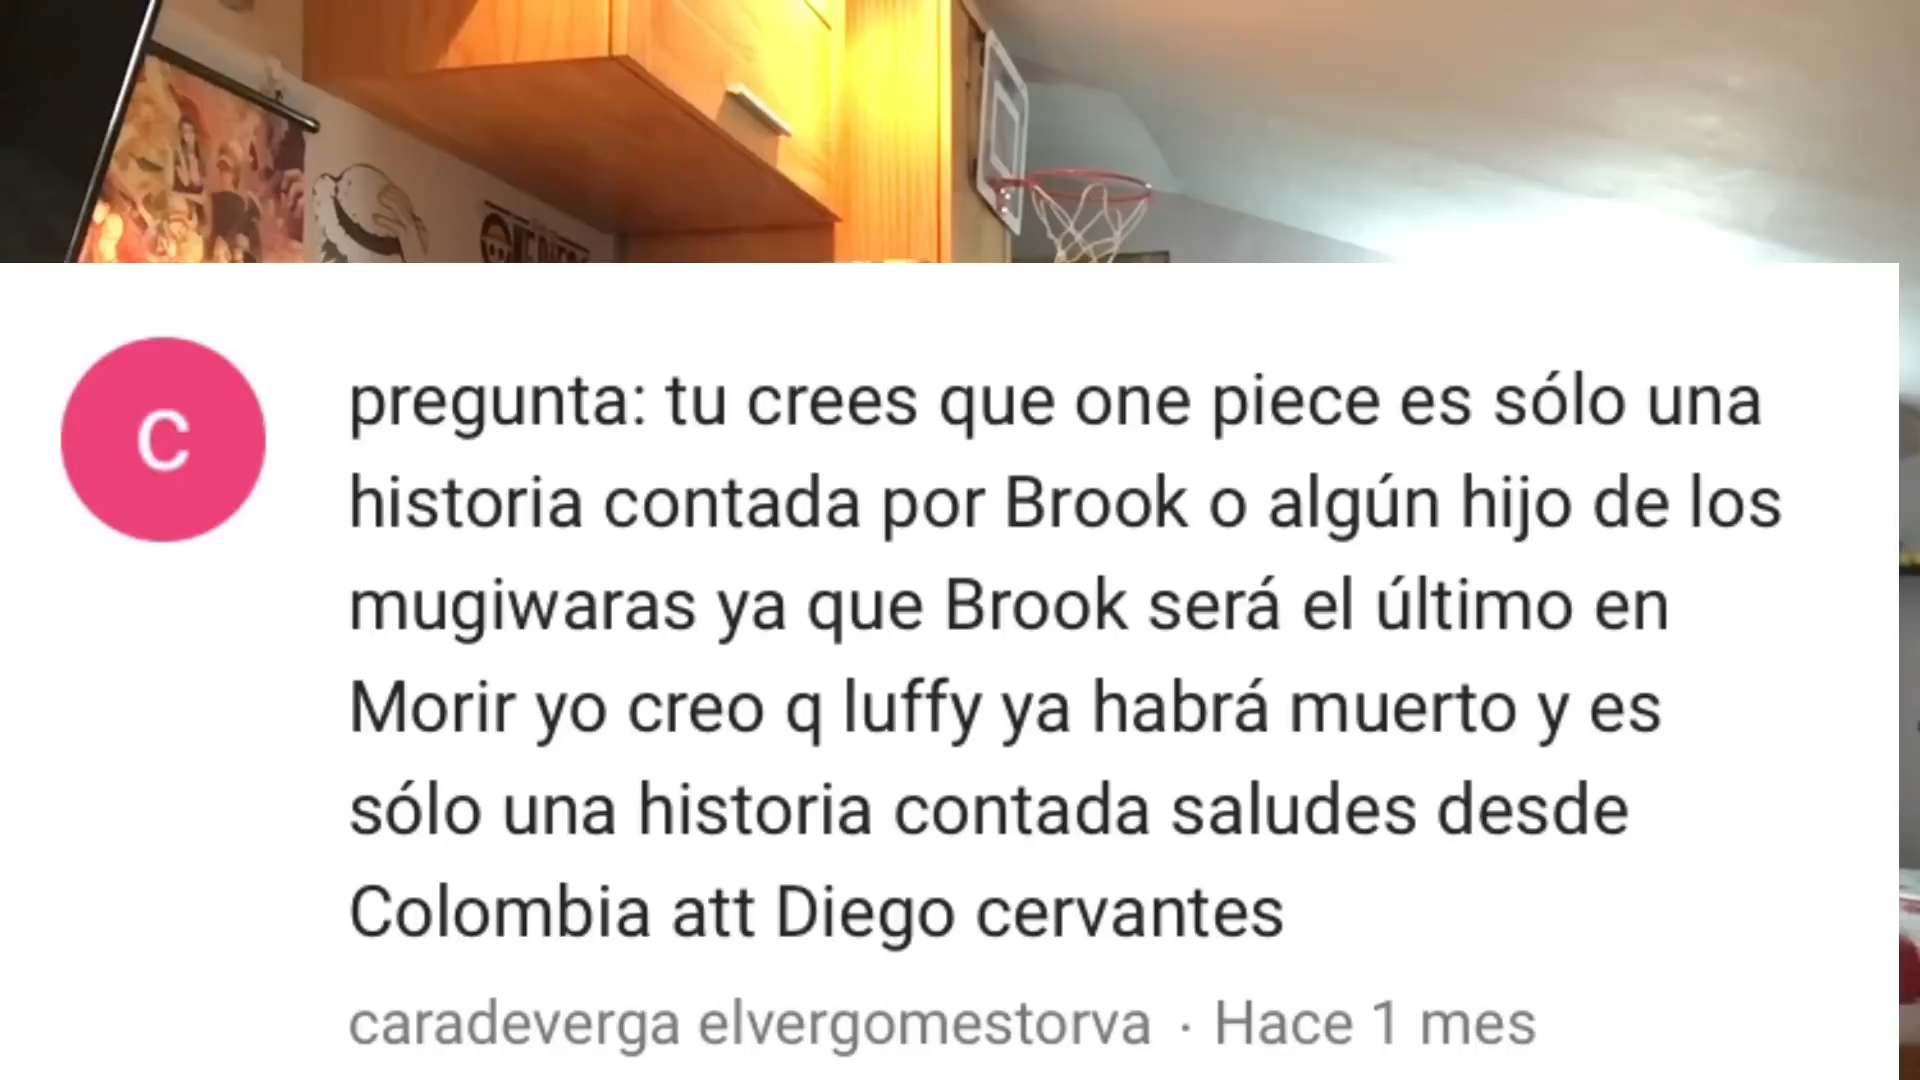 C
pregunta: tu crees que one piece es sólo una
historia contada por Brook o algún hijo de los
mugiwaras ya que Brook será el último en
Morir yo creo q luffy ya habrá muerto y es
sólo una historia contada saludes desde
Colombia att Diego cervantes
caradeverga elvergomestorva · Hace 1 mes